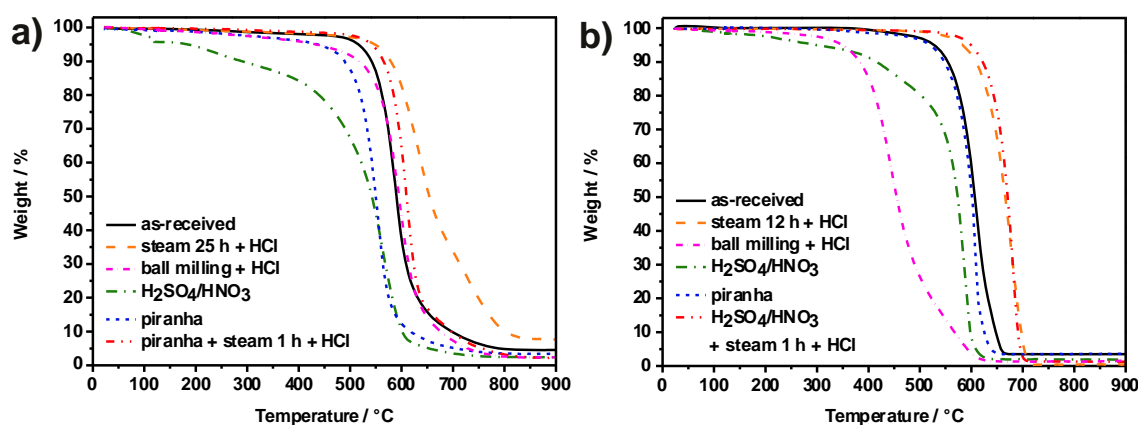 a)
100
90
80
70
60
50
40
30
20
10
0
Weight / %
as-received
steam 25 h + HCl
ball milling + HCl
H₂SO₄/HNO₃
piranha
piranha + steam 1 h + HCl
0 100 200 300 400 500 600 700 800 900
Temperature / °C
b)
100
90
80
70
60
50
40
30
20
10
0
Weight / %
as-received
steam 12 h + HCl
ball milling + HCl
H₂SO₄/HNO₃
piranha
H₂SO₄/HNO₃
+ steam 1 h + HCl
0 100 200 300 400 500 600 700 800 900
Temperature / °C